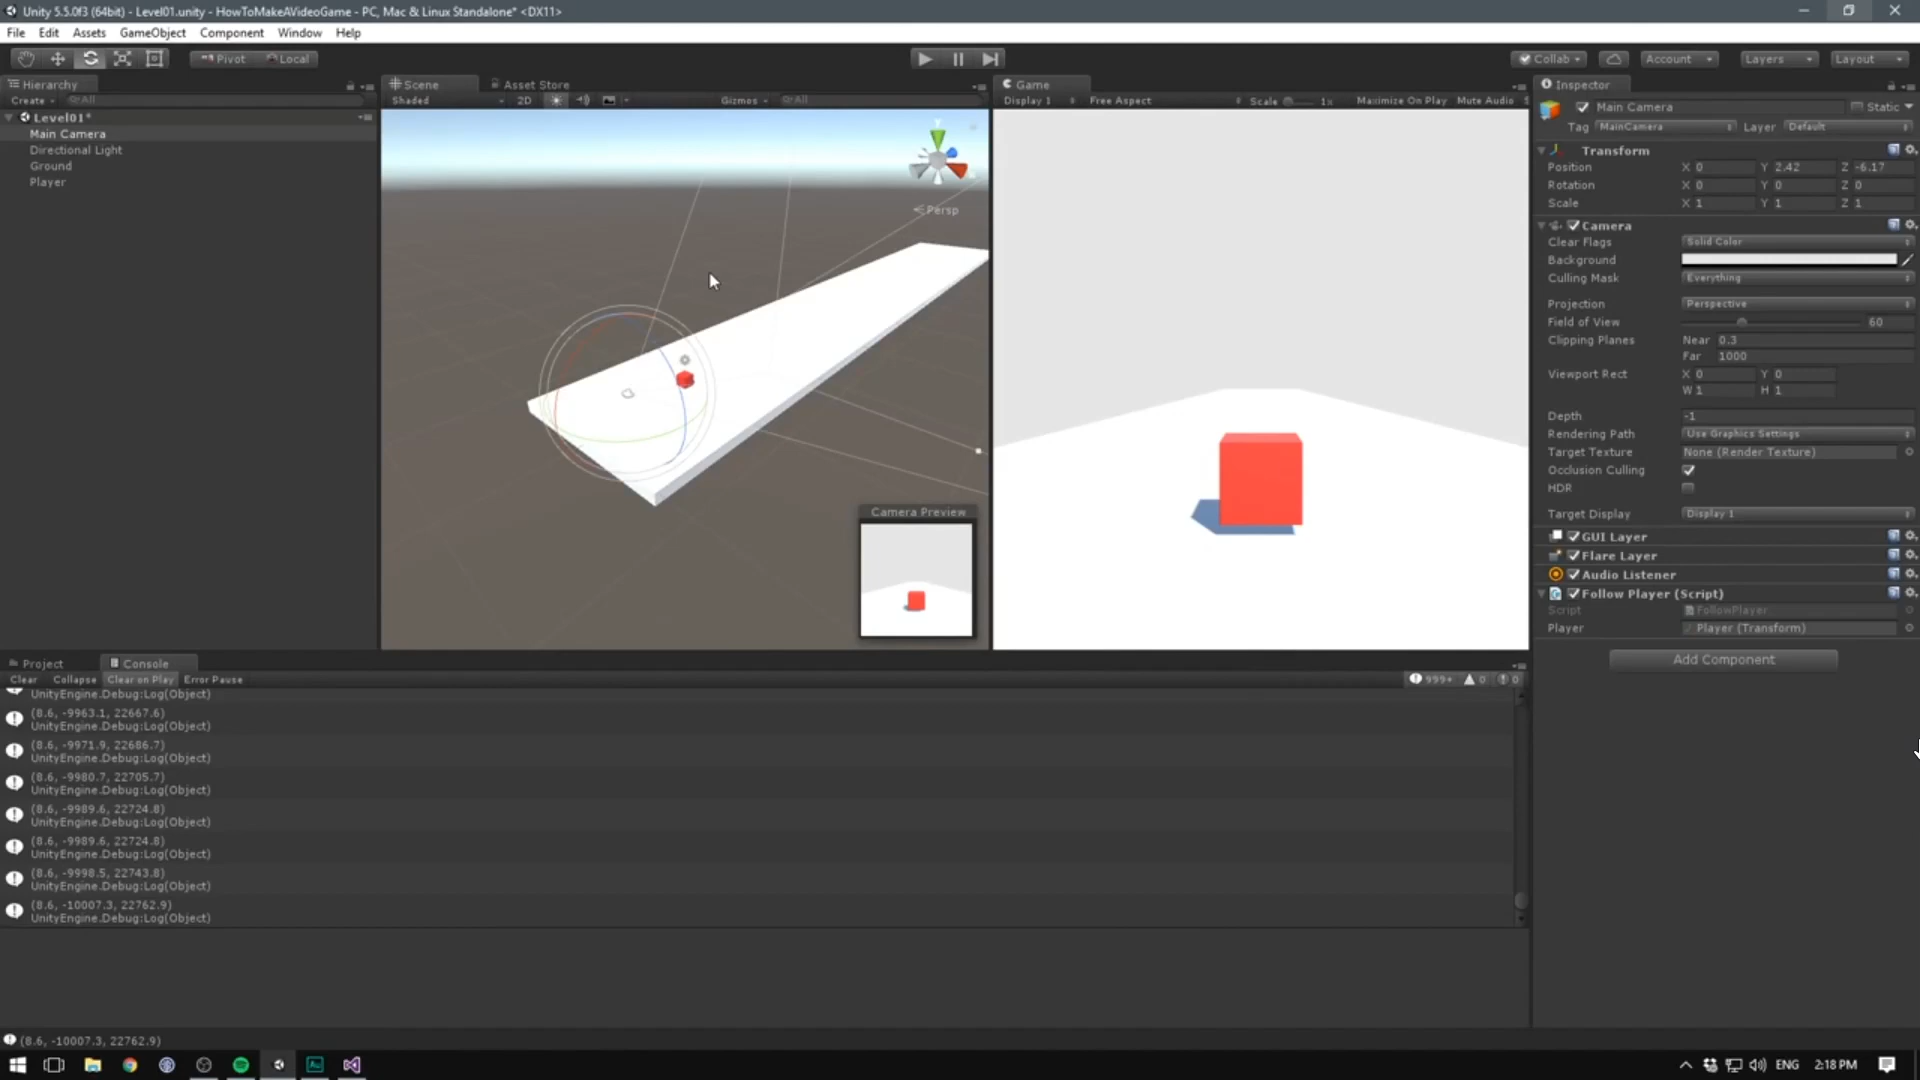 Unity 5.5.0f3 (64bit) - Level01.unity - HowToMakeAVideoGame - PC, Mac & Linux Standalone* <DX11>
File Edit Assets GameObject Component Window Help
Pivot Local Collab Account Layers Layout
Hierarchy Scene Asset Store Game Inspector
Create All Shaded 2D Gizmos All Display 1 Free Aspect Scale 1x Maximize On Play Mute Audio
Main Camera Static
Level01*
Tag MainCamera Layer Default
Main Camera
Directional Light
Ground
Player
Persp
Transform
Position X 0 Y 2.42 Z -6.17
Rotation X 0 Y 0 Z 0
Scale X 1 Y 1 Z 1
Camera
Clear Flags Solid Color
Background
Culling Mask Everything
Projection Perspective
Field of View 60
Clipping Planes Near 0.3
Far 1000
Viewport Rect X 0 Y 0
W 1 H 1
Depth -1
Rendering Path Use Graphics Settings
Target Texture None (Render Texture)
Occlusion Culling
HDR
Target Display Display 1
GUI Layer
Flare Layer
Audio Listener
Follow Player (Script)
Script FollowPlayer
Player Player (Transform)
Add Component
Camera Preview
Project Console
Clear Collapse Clear on Play Error Pause 999+ 0 0
UnityEngine.Debug:Log(Object)
(8.6, -9963.1, 22667.6)
UnityEngine.Debug:Log(Object)
(8.6, -9971.9, 22686.7)
UnityEngine.Debug:Log(Object)
(8.6, -9980.7, 22705.7)
UnityEngine.Debug:Log(Object)
(8.6, -9989.6, 22724.8)
UnityEngine.Debug:Log(Object)
(8.6, -9989.6, 22724.8)
UnityEngine.Debug:Log(Object)
(8.6, -9998.5, 22743.8)
UnityEngine.Debug:Log(Object)
(8.6, -10007.3, 22762.9)
UnityEngine.Debug:Log(Object)
(8.6, -10007.3, 22762.9)
ENG 2:18 PM